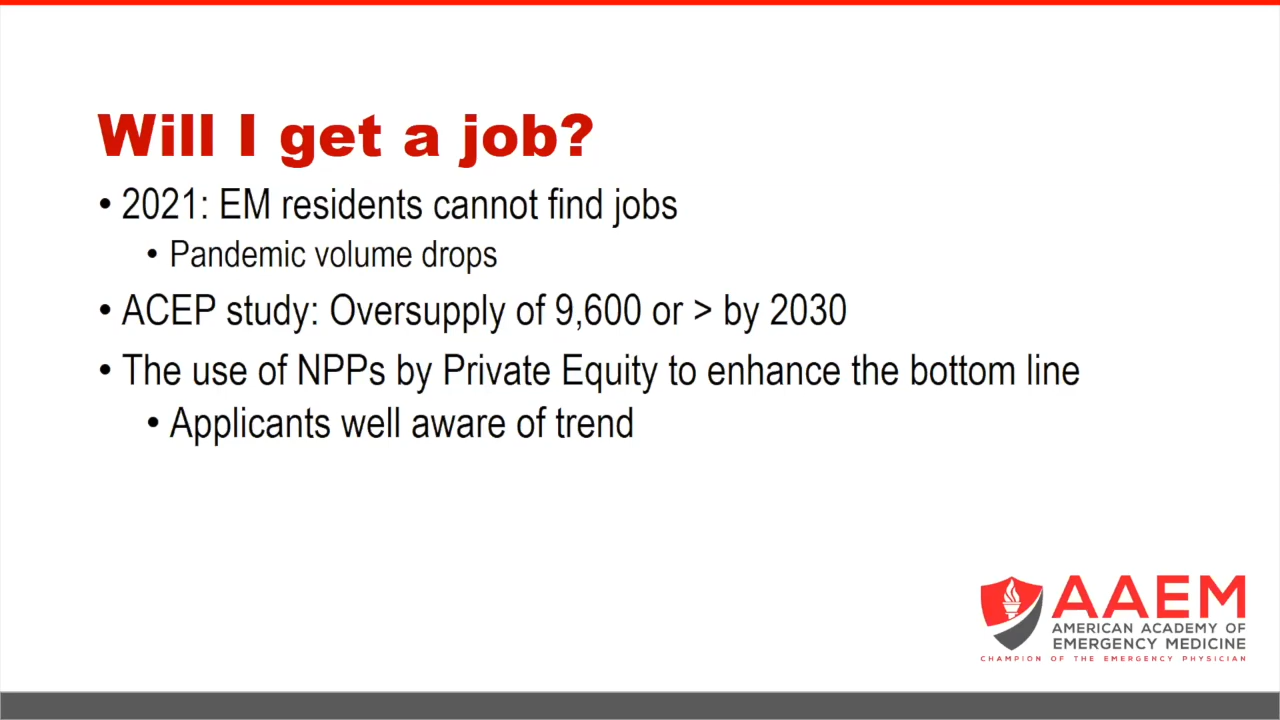 Will I get a job?
• 2021: EM residents cannot find jobs
• Pandemic volume drops
• ACEP study: Oversupply of 9,600 or > by 2030
• The use of NPPs by Private Equity to enhance the bottom line
• Applicants well aware of trend
AAEM
AMERICAN ACADEMY OF
EMERGENCY MEDICINE
CHAMPION OF THE EMERGENCY PHYSICIAN